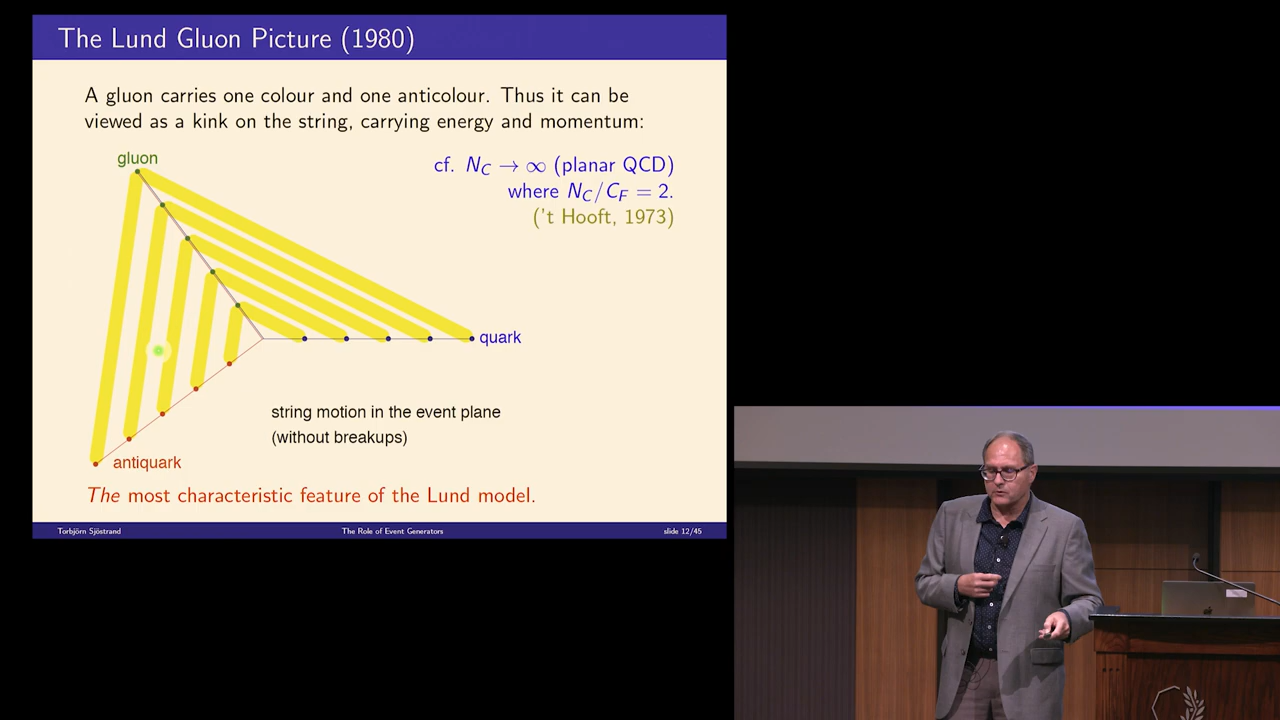 The Lund Gluon Picture (1980)
A gluon carries one colour and one anticolour. Thus it can be
viewed as a kink on the string, carrying energy and momentum:
gluon
cf. N_C → ∞ (planar QCD)
where N_C/C_F = 2.
('t Hooft, 1973)
quark
string motion in the event plane
(without breakups)
antiquark
The most characteristic feature of the Lund model.
Torbjörn Sjöstrand The Role of Event Generators slide 12/45